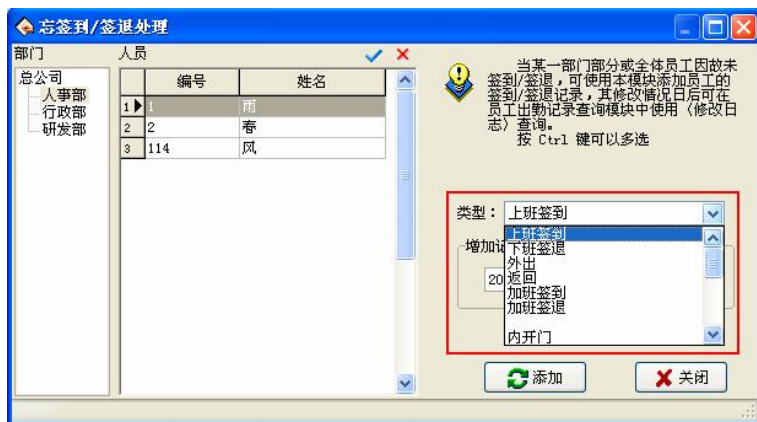 忘签到/签退处理
部门
总公司
人事部
行政部
研发部
人员
编号 姓名
1 1 雨
2 2 春
3 114 风
当某一部门部分或全体员工因故未
签到/签退，可使用本模块添加员工的
签到/签退记录，其修改情况日后可在
员工出勤记录查询模块中使用〈修改日
志〉查询。
按 Ctrl 键可以多选
类型： 上班签到
上班签到
下班签退
外出
返回
加班签到
加班签退
内开门
增加
20
添加
关闭